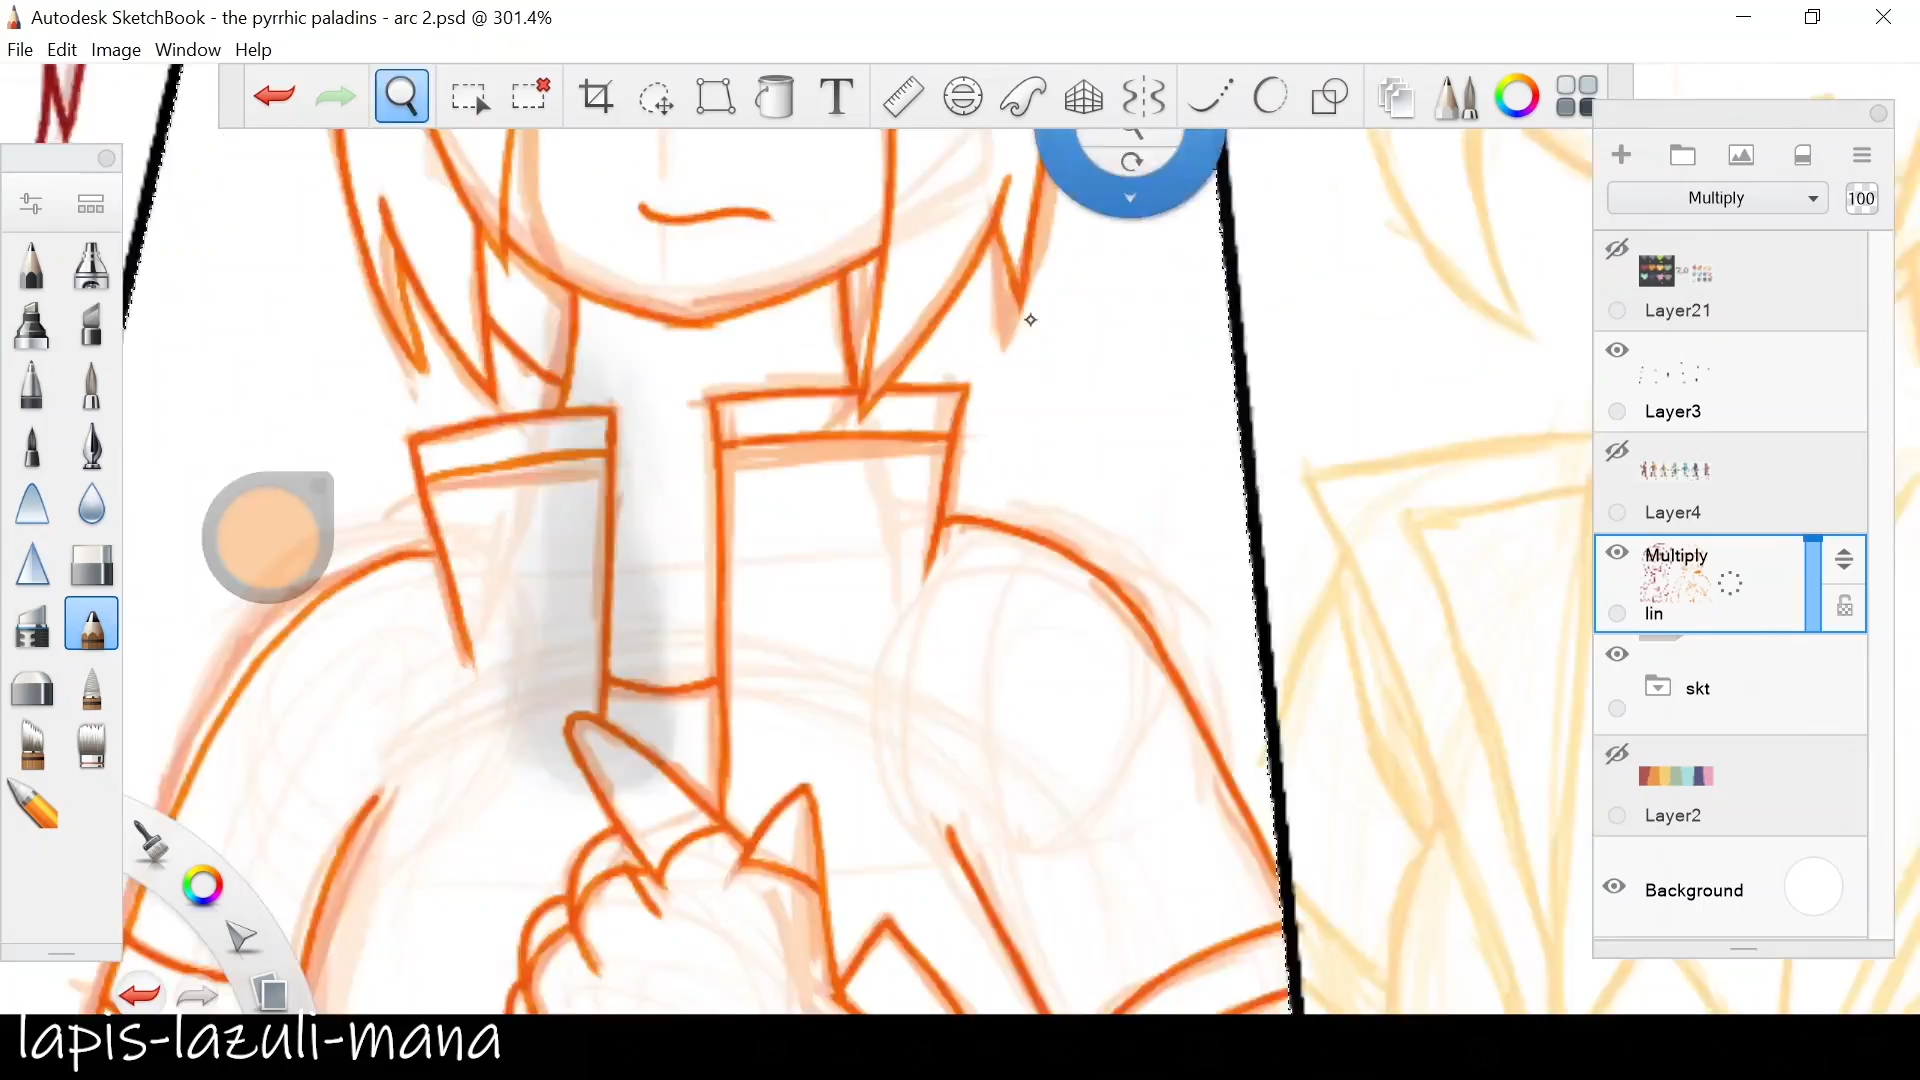 Autodesk SketchBook - the pyrrhic paladins - arc 2.psd @ 301.4%
File Edit Image Window Help
T
Multiply 100
Layer21
Layer3
Layer4
Multiply
lin
skt
Layer2
Background
lapis-lazuli-mana